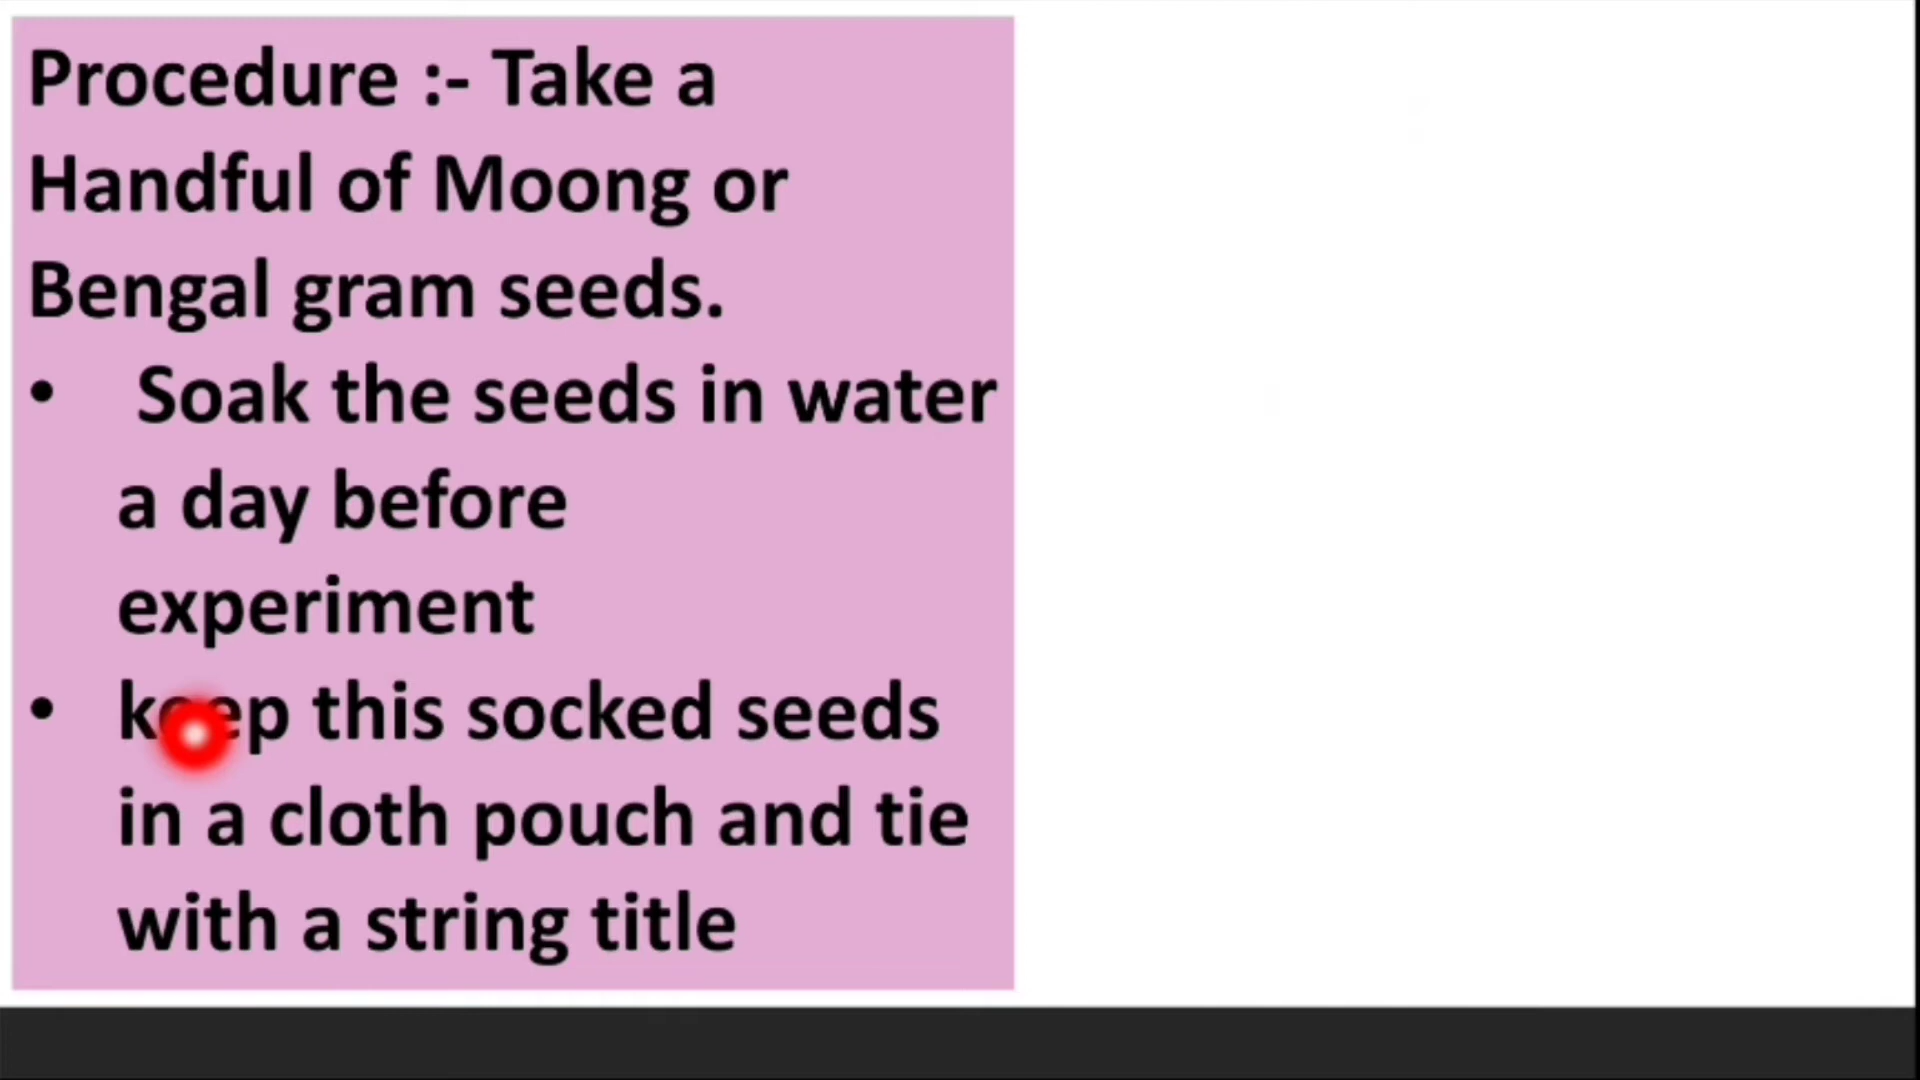 Procedure :- Take a
Handful of Moong or
Bengal gram seeds.
• Soak the seeds in water
a day before
experiment
• keep this socked seeds
in a cloth pouch and tie
with a string title